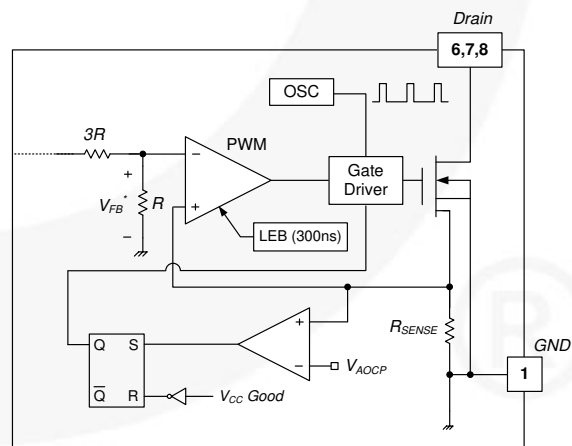 Drain
6,7,8
OSC
3R
PWM
−
+
Gate
Driver
+
V_FB*
R
−
LEB (300ns)
+
R_SENSE
GND
1
Q
S
−
V_AOCP
Q̅
R
V_CC Good
®